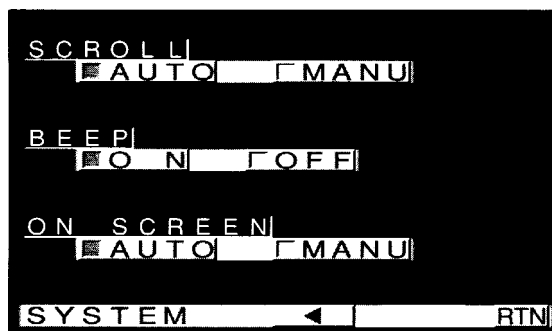 SCROLL
AUTO MANU
BEEP
ON OFF
ON SCREEN
AUTO MANU
SYSTEM ◀ RTN